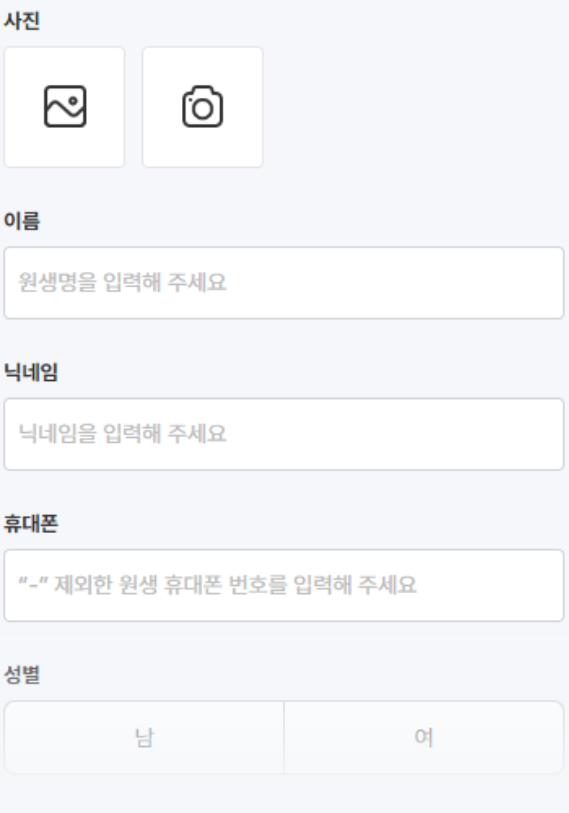 사진
이름
원생명을 입력해 주세요
닉네임
닉네임을 입력해 주세요
휴대폰
“-” 제외한 원생 휴대폰 번호를 입력해 주세요
성별
남 여